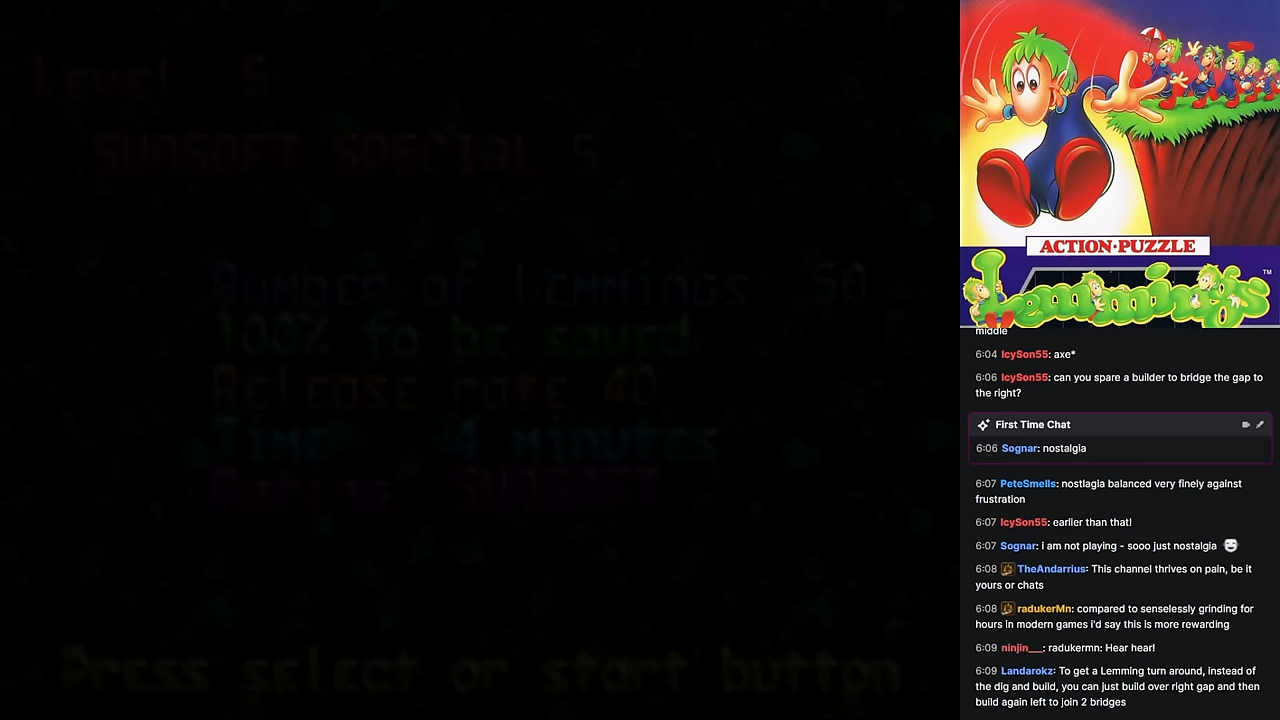 Level 5
SUNSOFT SPECIAL 5
Number of Lemmings 50
100% to be saved
Release rate 40
Time 4 minutes
Rating SUNSOFT
Press select or start button
ACTION·PUZZLE
Lemmings
TM
middle
6:04 IcySon55: axe*
6:06 IcySon55: can you spare a builder to bridge the gap to
the right?
First Time Chat
6:06 Sognar: nostalgia
6:07 PeteSmells: nostlagia balanced very finely against
frustration
6:07 IcySon55: earlier than that!
6:07 Sognar: i am not playing - sooo just nostalgia
6:08 TheAndarrius: This channel thrives on pain, be it
yours or chats
6:08 radukerMn: compared to senselessly grinding for
hours in modern games i'd say this is more rewarding
6:09 ninjin___: radukermn: Hear hear!
6:09 Landarokz: To get a Lemming turn around, instead of
the dig and build, you can just build over right gap and then
build again left to join 2 bridges